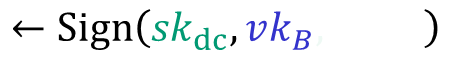 ← Sign(sk_dc, vk_B, )